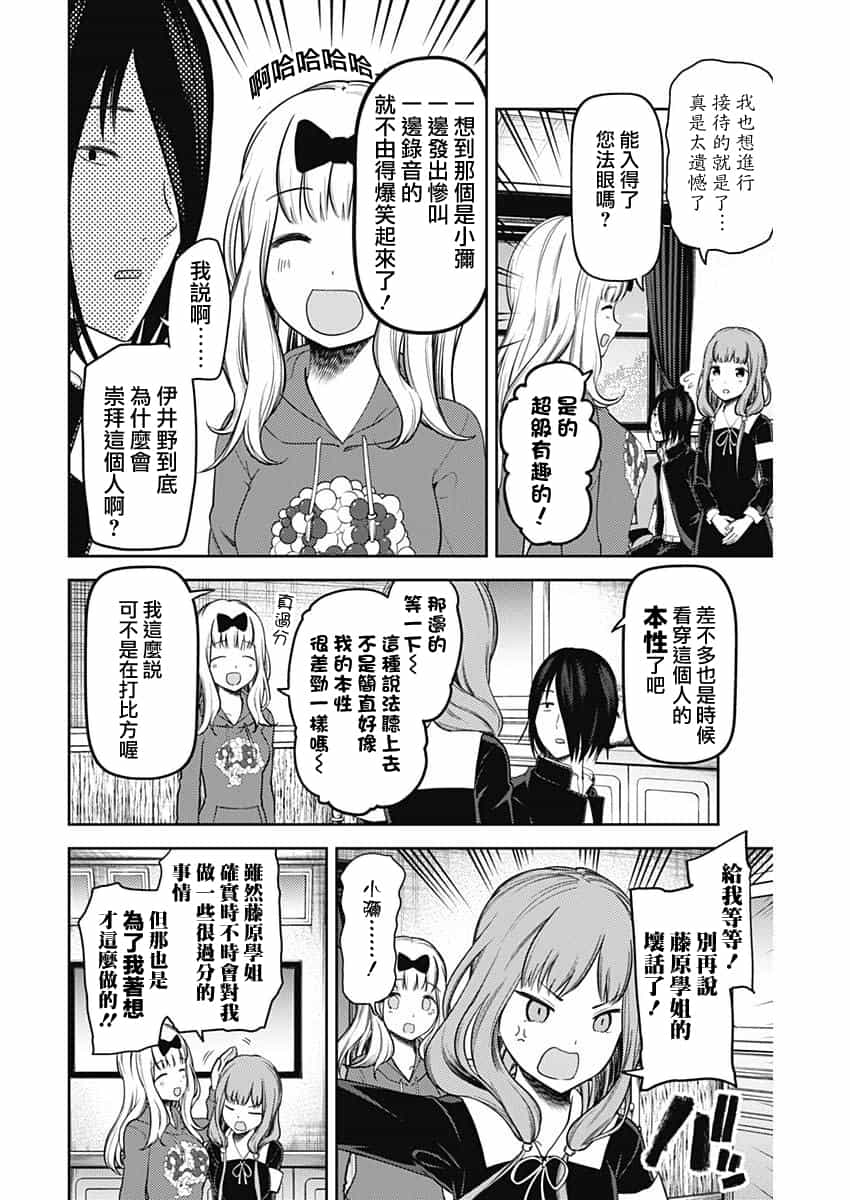 我也想進行
接待的就是了…
真是太遺憾了
能入得了
您法眼嗎？
是的
超級有趣的！
啊哈哈哈哈
一想到那個是小彌
一邊發出慘叫
一邊錄音的
就不由得爆笑起來了！
我説啊……
伊井野到底
為什麼會
崇拜這個人啊？
差不多也是時候
看穿這個人的
本性了吧
那邊的
等一下～
這種說法聽上去
不是簡直好像
我的本性
很差勁一樣嗎～
真過分
我這麼說
可不是在打比方喔
給我等等！
別再說
藤原學姐的
壞話了！
小彌……！
バッ
雖然藤原學姐
確實時不時會對我
做一些很過分的
事情
但那也是
為了我著想
才這麼做的！！